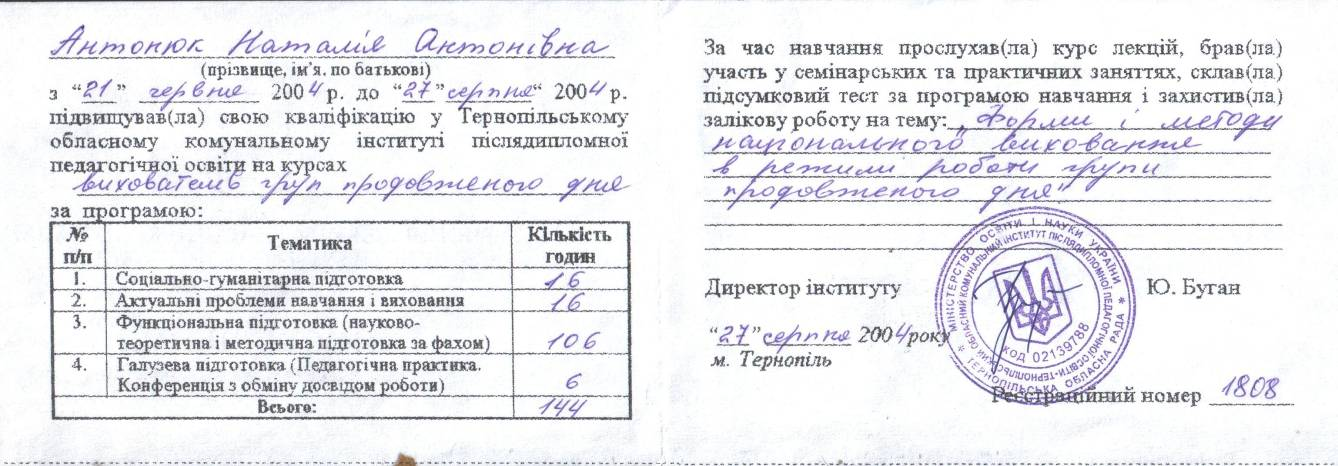 Антонюк Наталія Антонівна
(прізвище, ім'я. по батькові)
з “21” червня 2004 р. до “27” серпня“ 2004 р.
підвищував(ла) свою кваліфікацію у Тернопільському
обласному комунальному інституті післядипломної
педагогічної освіти на курсах
вихователів груп продовженого дня
за програмою:
№ п/п Тематика Кількість годин
1. Соціально-гуманітарна підготовка 16
2. Актуальні проблеми навчання і виховання 16
3. Функціональна підготовка (науково-
теоретична і методична підготовка за фахом) 106
4. Галузева підготовка (Педагогічна практика.
Конференція з обміну досвідом роботи) 6
Всього: 144
За час навчання прослухав(ла) курс лекцій, брав(ла)
участь у семінарських та практичних заняттях, склав(ла)
підсумковий тест за програмою навчання і захистив(ла)
залікову роботу на тему: „Форми і методи
національного виховання
в режимі роботи групи
продовженого дня”
Директор інституту Ю. Буган
“27” серпня 2004 року
м. Тернопіль
Реєстраційний номер 1808
МІНІСТЕРСТВО ОСВІТИ І НАУКИ УКРАЇНИ * ТЕРНОПІЛЬСЬКА ОБЛАСНА РАДА *
ОБЛАСНИЙ КОМУНАЛЬНИЙ ІНСТИТУТ ПІСЛЯДИПЛОМНОЇ ПЕДАГОГІЧНОЇ ОСВІТИ
КОД 02139788